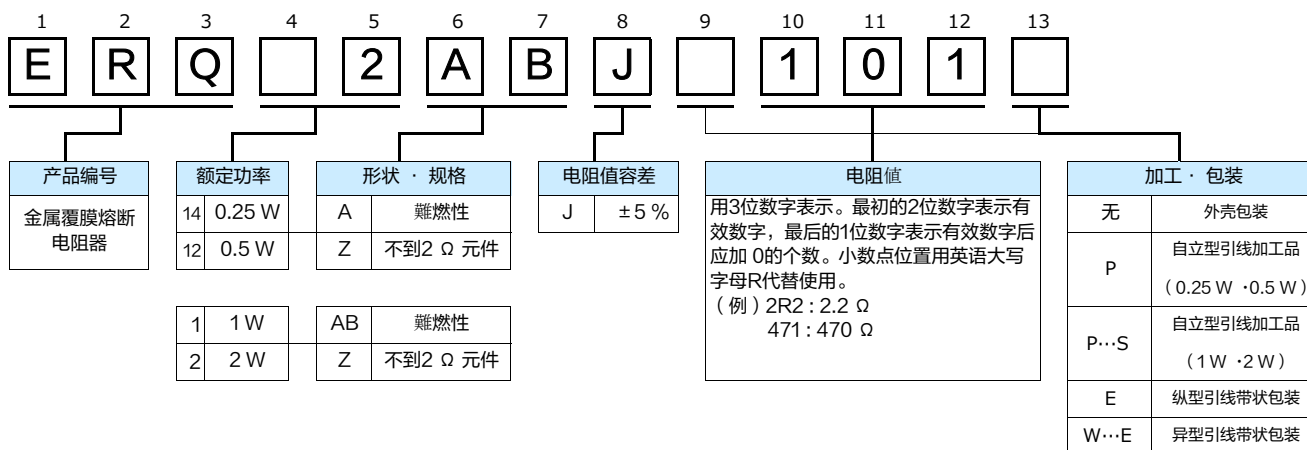 1 2 3 4 5 6 7 8 9 10 11 12 13
E R Q 2 A B J 1 0 1
产品编号
金属覆膜熔断
电阻器
额定功率
14 0.25 W
12 0.5 W
1 1 W
2 2 W
形状 · 规格
A 難燃性
Z 不到2 Ω 元件
AB 難燃性
Z 不到2 Ω 元件
电阻值容差
J ±5 %
电阻値
用3位数字表示。最初的2位数字表示有
效数字，最后的1位数字表示有效数字后
应加 0的个数。小数点位置用英语大写
字母R代替使用。
（例）2R2 : 2.2 Ω
471 : 470 Ω
加工 · 包装
无 外壳包装
P 自立型引线加工品
（0.25 W ·0.5 W）
P···S 自立型引线加工品
（1 W ·2 W）
E 纵型引线带状包装
W···E 异型引线带状包装